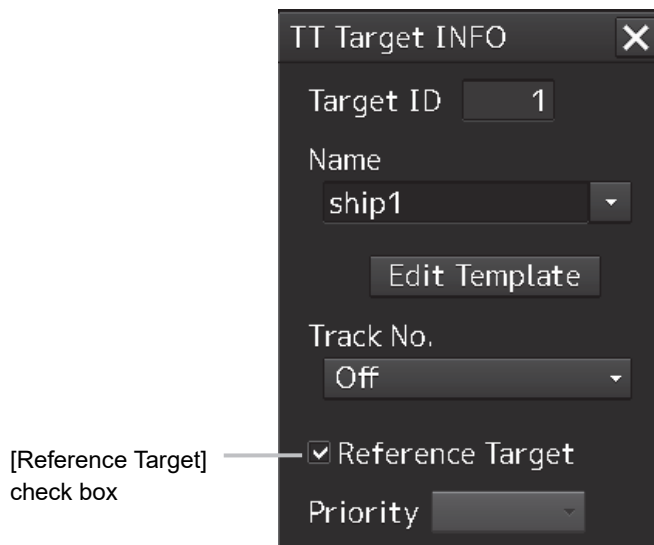 TT Target INFO
Target ID 1
Name
ship1
Edit Template
Track No.
Off
[Reference Target]
check box
Reference Target
Priority